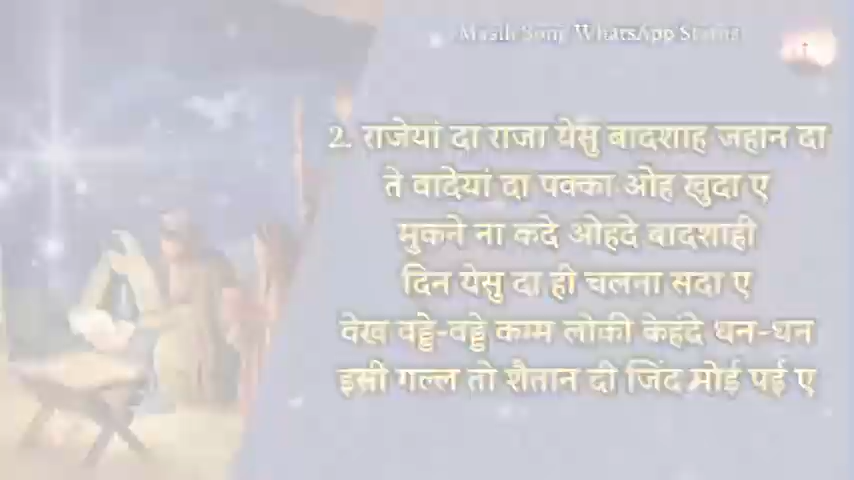 Masih Song WhatsApp Status
2. राजेयां दा राजा येसु बादशाह जहान दा
ते वादेयां दा पक्का ओह खुदा ए
मुकने ना कदे ओहदे बादशाही
दिन येसु दा ही चलना सदा ए
वेख वड्डे-वड्डे कम्म लोकी केहंदे धन-धन
इसी गल्ल तो शैतान दी जिंद मोई पई ए